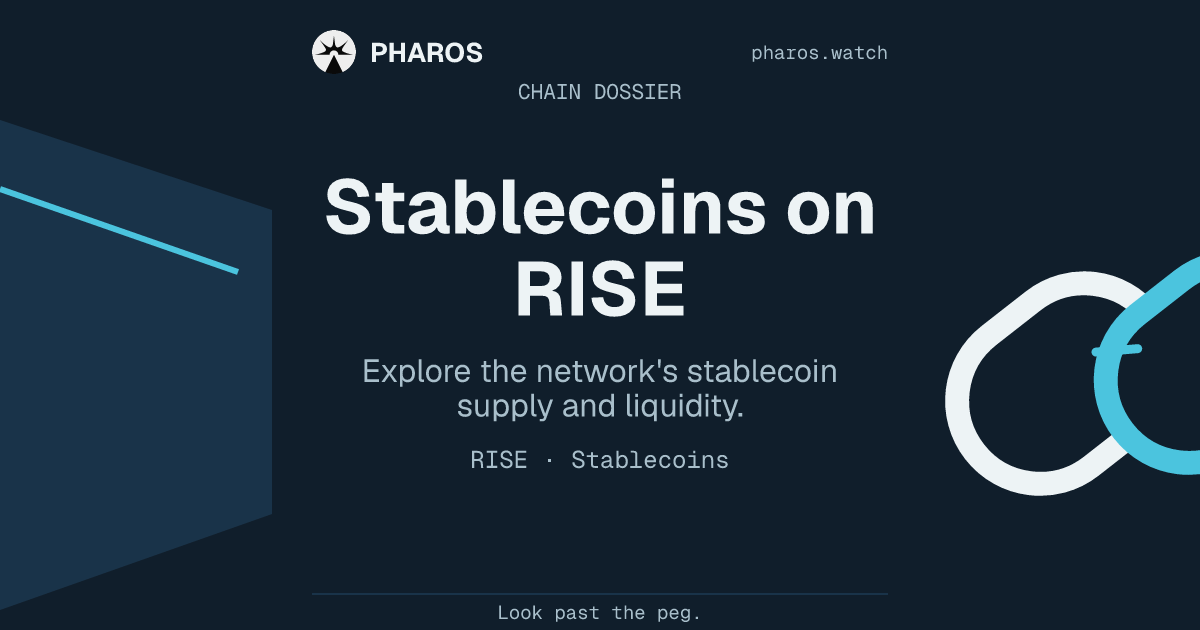 PHAROS
pharos.watch
CHAIN DOSSIER
Stablecoins on
RISE
Explore the network's stablecoin
supply and liquidity.
RISE · Stablecoins
Look past the peg.